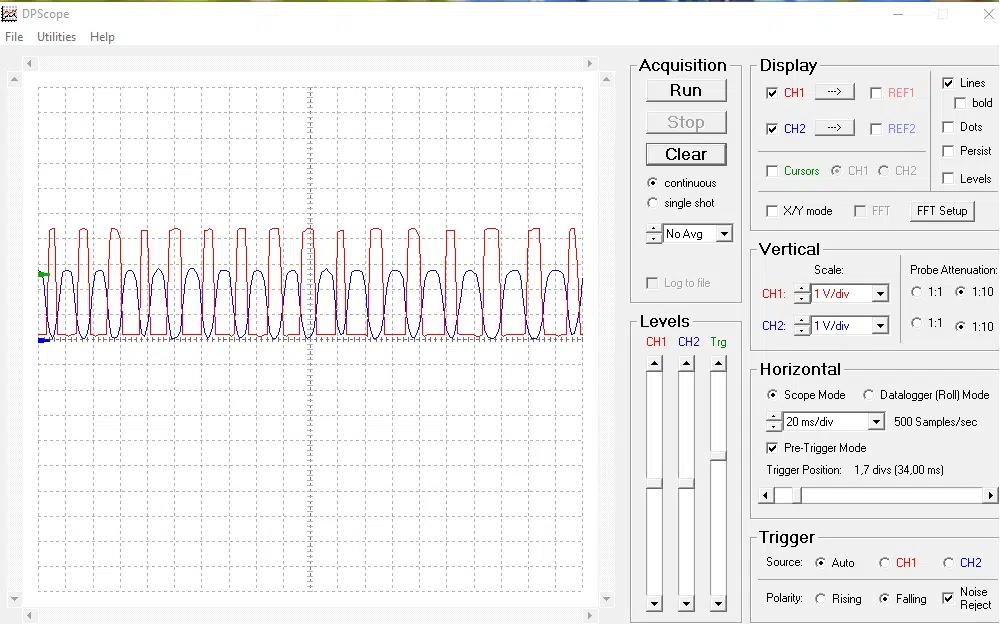 DPScope
File Utilities Help
Acquisition
Run
Stop
Clear
continuous
single shot
No Avg
Log to file
Levels
CH1 CH2 Trg
Display
CH1 ---> REF1
CH2 ---> REF2
Cursors CH1 CH2
Lines
bold
Dots
Persist
Levels
X/Y mode FFT FFT Setup
Vertical
Scale: Probe Attenuation:
CH1: 1 V/div 1:1 1:10
CH2: 1 V/div 1:1 1:10
Horizontal
Scope Mode Datalogger (Roll) Mode
20 ms/div 500 Samples/sec
Pre-Trigger Mode
Trigger Position: 1,7 divs (34,00 ms)
Trigger
Source: Auto CH1 CH2
Polarity: Rising Falling Noise
Reject